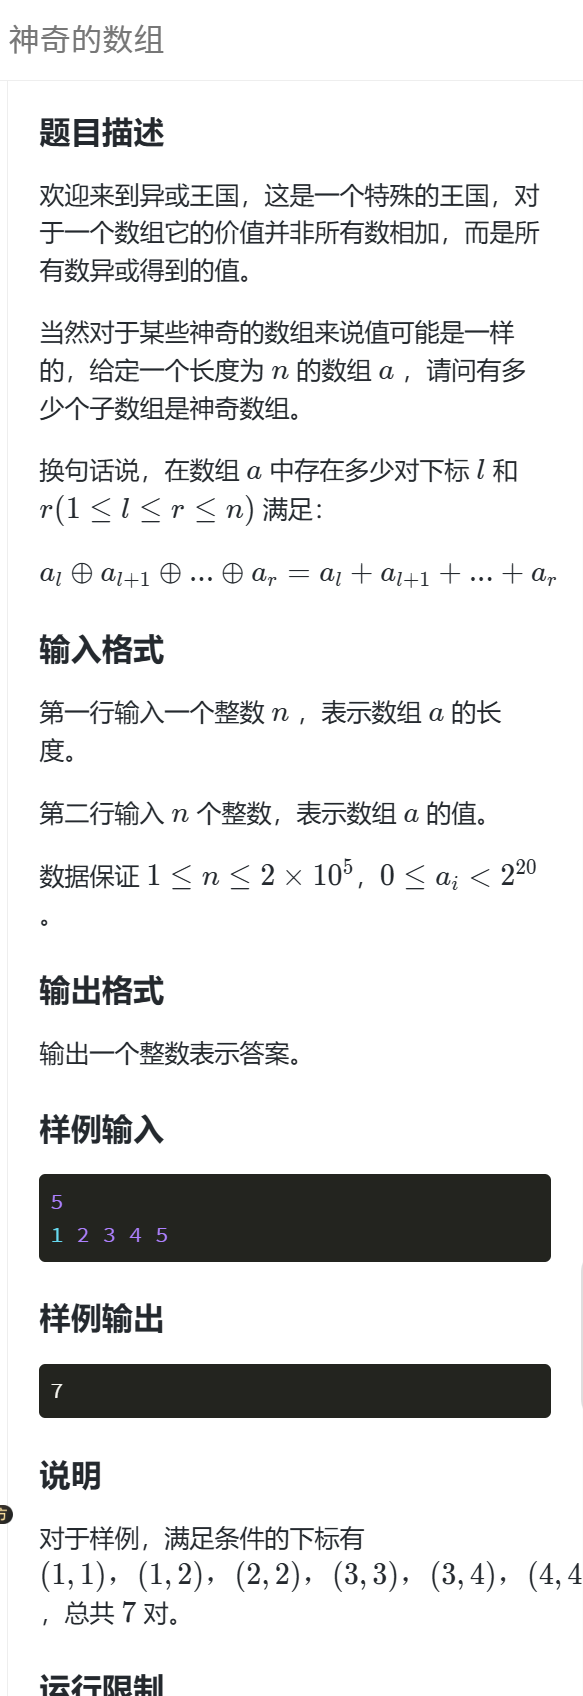 神奇的数组
题目描述
欢迎来到异或王国，这是一个特殊的王国，对
于一个数组它的价值并非所有数相加，而是所
有数异或得到的值。
当然对于某些神奇的数组来说值可能是一样
的，给定一个长度为 n 的数组 a ，请问有多
少个子数组是神奇数组。
换句话说，在数组 a 中存在多少对下标 l 和
r(1 ≤ l ≤ r ≤ n) 满足：
a_l ⊕ a_{l+1} ⊕ ... ⊕ a_r = a_l + a_{l+1} + ... + a_r
输入格式
第一行输入一个整数 n ，表示数组 a 的长
度。
第二行输入 n 个整数，表示数组 a 的值。
数据保证 1 ≤ n ≤ 2 × 10^5，0 ≤ a_i < 2^{20}
。
输出格式
输出一个整数表示答案。
样例输入
5
1 2 3 4 5
样例输出
7
说明
方
对于样例，满足条件的下标有
(1,1)，(1,2)，(2,2)，(3,3)，(3,4)，(4,4
，总共 7 对。
运行限制